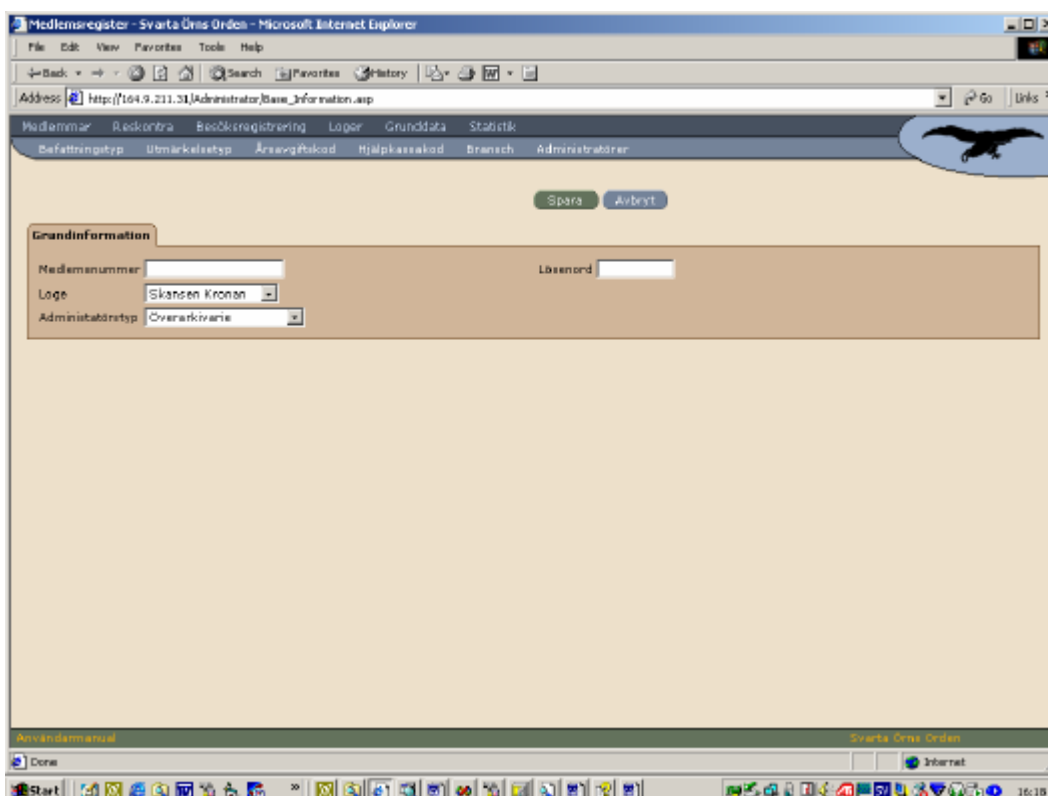 Medlemsregister - Svarta Örns Orden - Microsoft Internet Explorer
File Edit View Favorites Tools Help
Back Search Favorites History
Address http://164.9.211.31/Administrator/Base_Information.asp Go Links
Medlemmar Reskontra Besöksregistrering Loger Grunddata Statistik
Befattningstyp Utmärkelsetyp Årsavgiftskod Hjälpkassakod Bransch Administratörer
Spara Avbryt
Grundinformation
Medlemsnummer Lösenord
Loge Skansen Kronan
Administatörstyp Överarkivarie
Användarmanual Svarta Örns Orden
Done Internet
Start 16:18